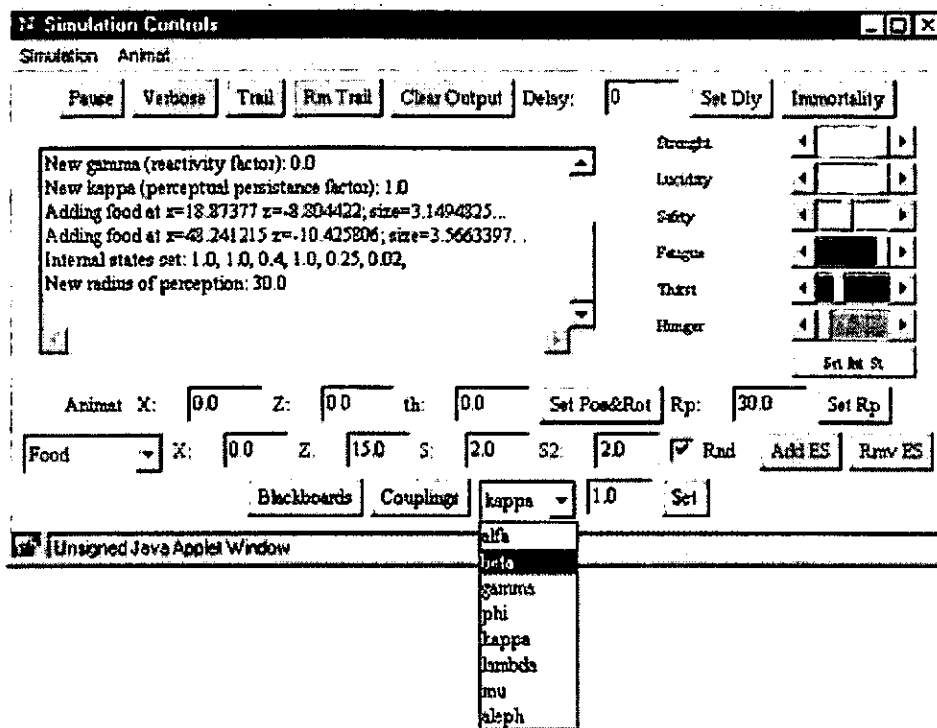 Simulation Controls
Simulation Animat
Pause Verbose Trail Rm Trail Clear Output Delay: 0 Set Dly Immortality
New gamma (reactivity factor): 0.0
New kappa (perceptual persistance factor): 1.0
Adding food at x=18.87377 z=-8.804422; size=3.1494825...
Adding food at x=48.241215 z=-10.425806; size=3.5663397...
Internal states set: 1.0, 1.0, 0.4, 1.0, 0.25, 0.02,
New radius of perception: 30.0
Strenght
Lucidity
Safety
Fatigue
Thirst
Hunger
Set Int St
Animat X: 0.0 Z: 0.0 th: 0.0 Set Pos&Rot Rp: 30.0 Set Rp
Food X: 0.0 Z: 15.0 S: 2.0 S2: 2.0 Rnd Add ES Rmv ES
Blackboards Couplings kappa 1.0 Set
Unsigned Java Applet Window
alfa
beta
gamma
phi
kappa
lambda
mu
aleph